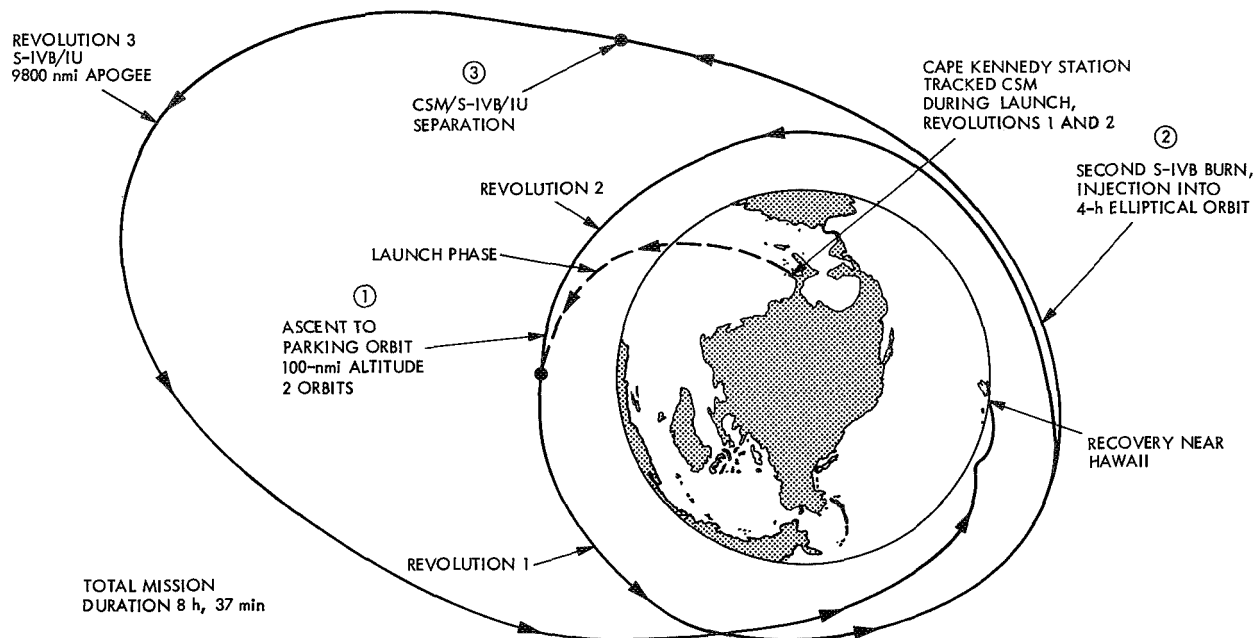 REVOLUTION 3
S-IVB/IU
9800 nmi APOGEE
③
CSM/S-IVB/IU
SEPARATION
CAPE KENNEDY STATION
TRACKED CSM
DURING LAUNCH,
REVOLUTIONS 1 AND 2
②
SECOND S-IVB BURN,
INJECTION INTO
4-h ELLIPTICAL ORBIT
REVOLUTION 2
LAUNCH PHASE
①
ASCENT TO
PARKING ORBIT
100-nmi ALTITUDE
2 ORBITS
RECOVERY NEAR
HAWAII
REVOLUTION 1
TOTAL MISSION
DURATION 8 h, 37 min